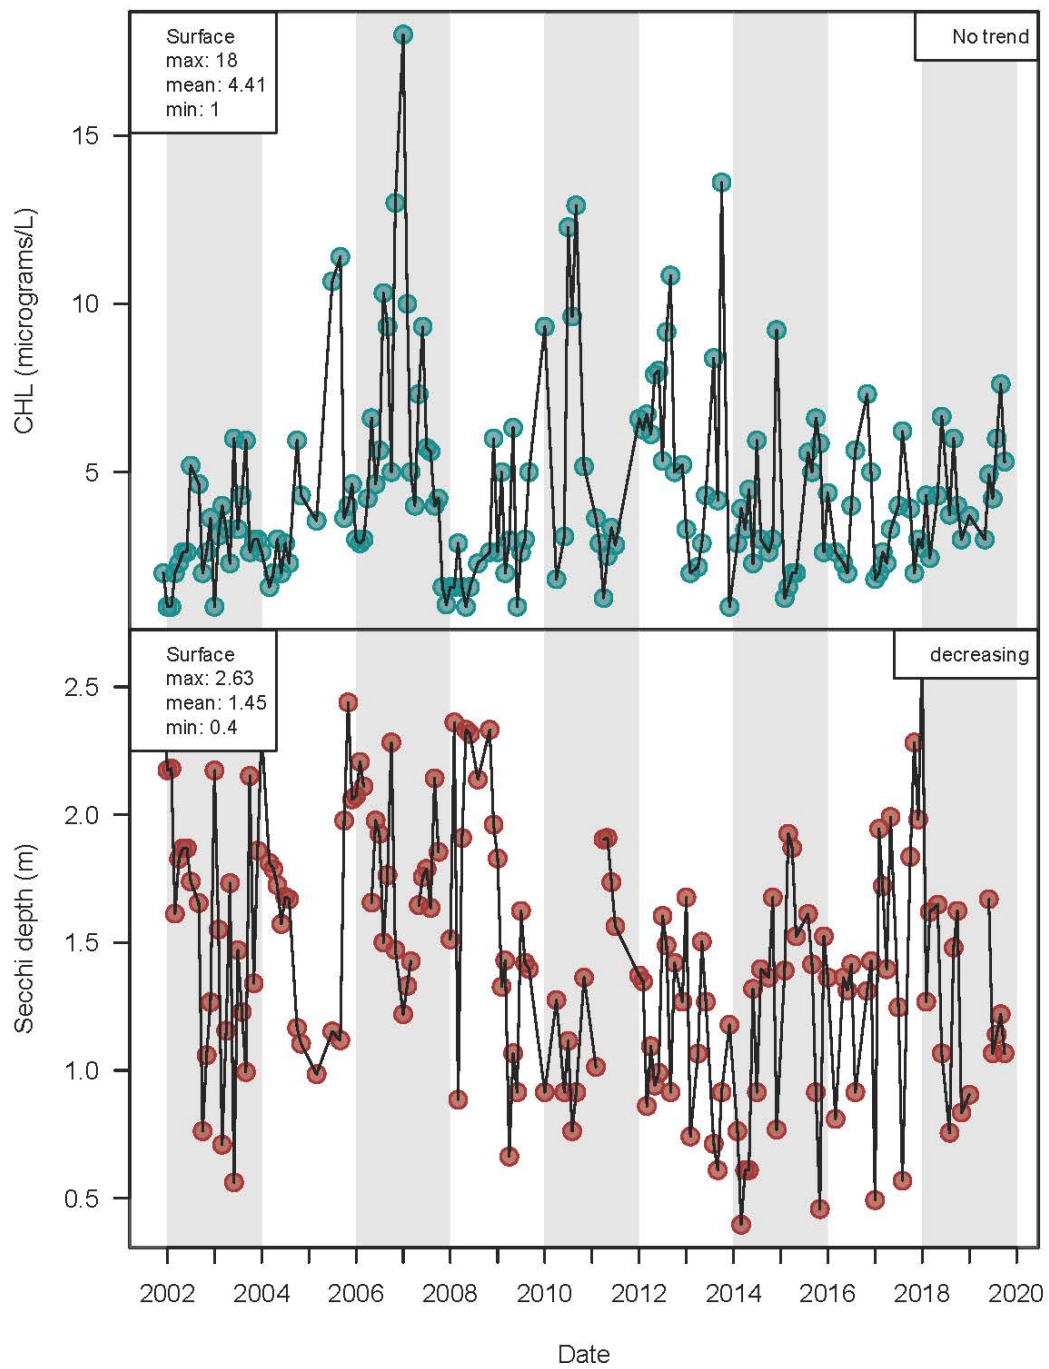 Surface
max: 18
mean: 4.41
min: 1
No trend
15
10
5
CHL (micrograms/L)
Surface
max: 2.63
mean: 1.45
min: 0.4
decreasing
2.5
2.0
1.5
1.0
0.5
Secchi depth (m)
2002 2004 2006 2008 2010 2012 2014 2016 2018 2020
Date